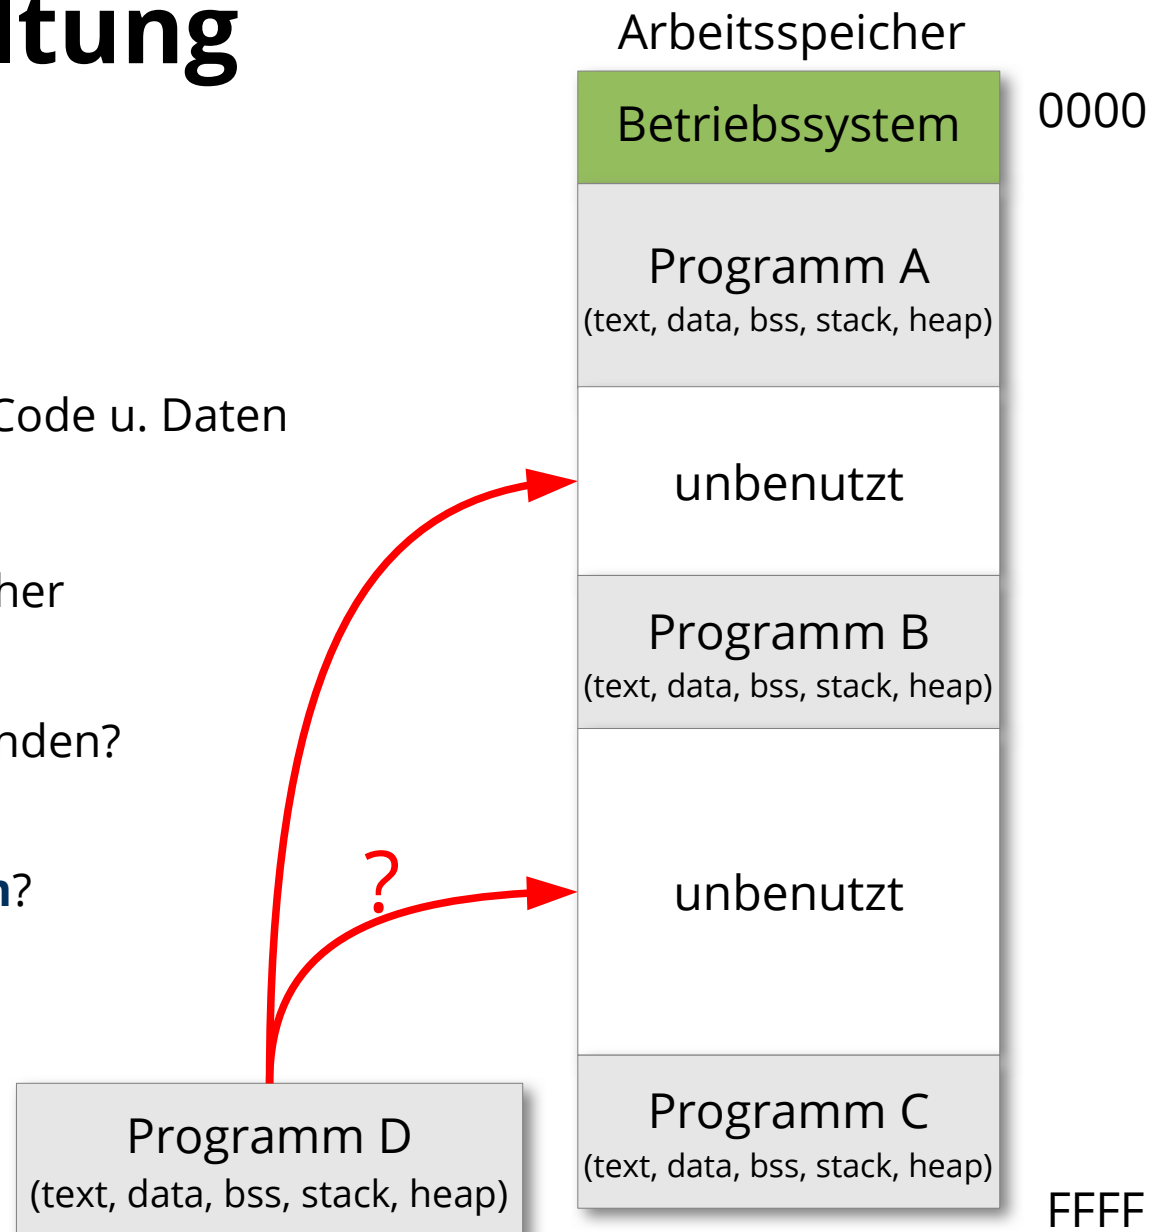 ltung
Arbeitsspeicher
Betriebssystem
0000
Programm A
(text, data, bss, stack, heap)
Code u. Daten
unbenutzt
her
Programm B
(text, data, bss, stack, heap)
nden?
?
n?
unbenutzt
Programm C
(text, data, bss, stack, heap)
Programm D
(text, data, bss, stack, heap)
FFFF